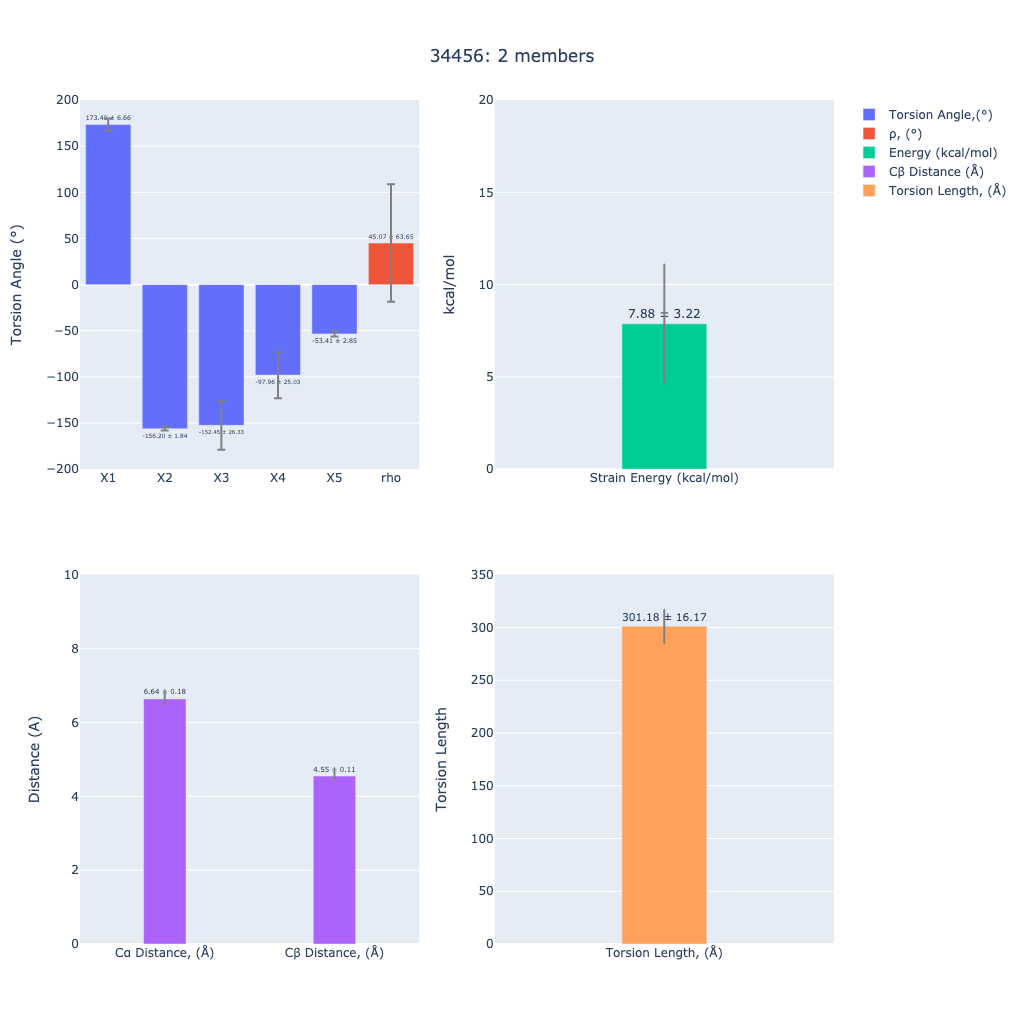 34456: 2 members
Torsion Angle (°)
200
150
100
50
0
−50
−100
−150
−200
173.40 ± 6.66
-156.20 ± 1.84
-152.45 ± 26.33
-97.96 ± 25.03
-53.41 ± 2.85
45.07 ± 63.65
X1 X2 X3 X4 X5 rho
kcal/mol
20
15
10
5
0
7.88 ± 3.22
Strain Energy (kcal/mol)
Torsion Angle,(°)
ρ, (°)
Energy (kcal/mol)
Cβ Distance (Å)
Torsion Length, (Å)
Distance (A)
10
8
6
4
2
0
6.64 ± 0.18
4.55 ± 0.11
Cα Distance, (Å) Cβ Distance, (Å)
Torsion Length
350
300
250
200
150
100
50
0
301.18 ± 16.17
Torsion Length, (Å)